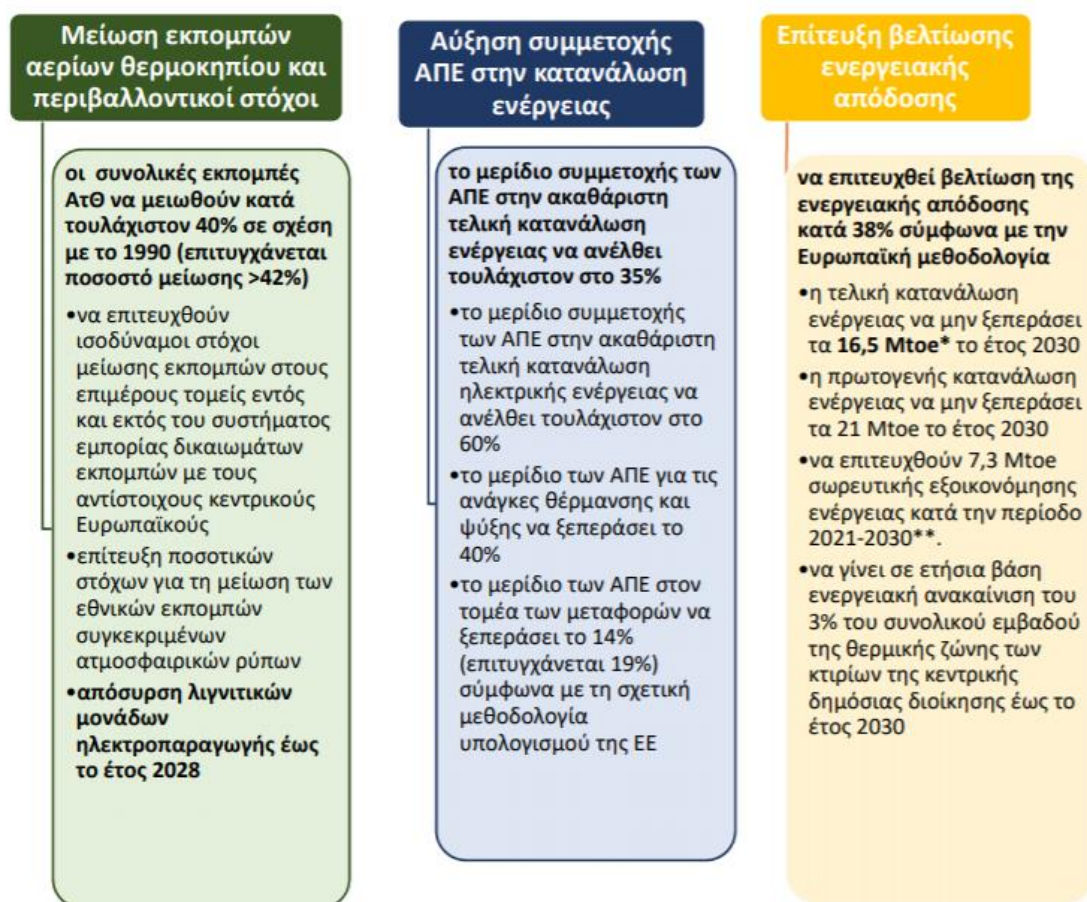 Μείωση εκπομπών
αερίων θερμοκηπίου και
περιβαλλοντικοί στόχοι
οι συνολικές εκπομπές
ΑτΘ να μειωθούν κατά
τουλάχιστον 40% σε σχέση
με το 1990 (επιτυγχάνεται
ποσοστό μείωσης >42%)
•να επιτευχθούν
ισοδύναμοι στόχοι
μείωσης εκπομπών στους
επιμέρους τομείς εντός
και εκτός του συστήματος
εμπορίας δικαιωμάτων
εκπομπών με τους
αντίστοιχους κεντρικούς
Ευρωπαϊκούς
•επίτευξη ποσοτικών
στόχων για τη μείωση των
εθνικών εκπομπών
συγκεκριμένων
ατμοσφαιρικών ρύπων
•απόσυρση λιγνιτικών
μονάδων
ηλεκτροπαραγωγής έως
το έτος 2028
Αύξηση συμμετοχής
ΑΠΕ στην κατανάλωση
ενέργειας
το μερίδιο συμμετοχής των
ΑΠΕ στην ακαθάριστη
τελική κατανάλωση
ενέργειας να ανέλθει
τουλάχιστον στο 35%
•το μερίδιο συμμετοχής
των ΑΠΕ στην ακαθάριστη
τελική κατανάλωση
ηλεκτρικής ενέργειας να
ανέλθει τουλάχιστον στο
60%
•το μερίδιο των ΑΠΕ για τις
ανάγκες θέρμανσης και
ψύξης να ξεπεράσει το
40%
•το μερίδιο των ΑΠΕ στον
τομέα των μεταφορών να
ξεπεράσει το 14%
(επιτυγχάνεται 19%)
σύμφωνα με τη σχετική
μεθοδολογία
υπολογισμού της ΕΕ
Επίτευξη βελτίωσης
ενεργειακής
απόδοσης
να επιτευχθεί βελτίωση της
ενεργειακής απόδοσης
κατά 38% σύμφωνα με την
Ευρωπαϊκή μεθοδολογία
•η τελική κατανάλωση
ενέργειας να μην ξεπεράσει
τα 16,5 Mtoe* το έτος 2030
•η πρωτογενής κατανάλωση
ενέργειας να μην ξεπεράσει
τα 21 Mtoe το έτος 2030
•να επιτευχθούν 7,3 Mtoe
σωρευτικής εξοικονόμησης
ενέργειας κατά την περίοδο
2021-2030**.
•να γίνει σε ετήσια βάση
ενεργειακή ανακαίνιση του
3% του συνολικού εμβαδού
της θερμικής ζώνης των
κτιρίων της κεντρικής
δημόσιας διοίκησης έως το
έτος 2030